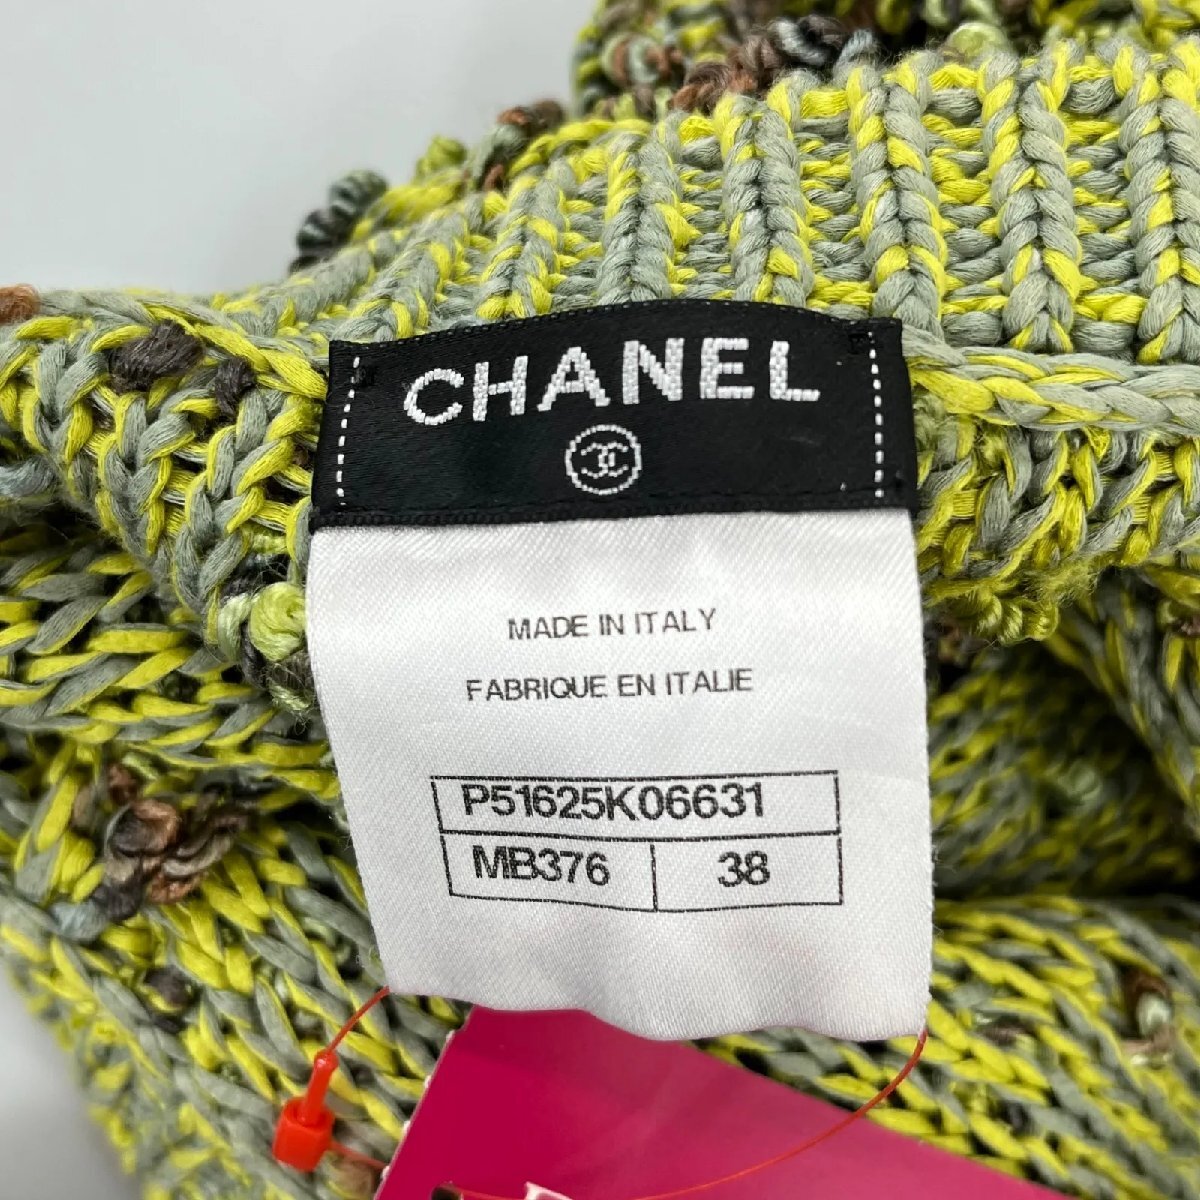 CHANEL
MADE IN ITALY
FABRIQUE EN ITALIE
P51625K06631
MB376 38